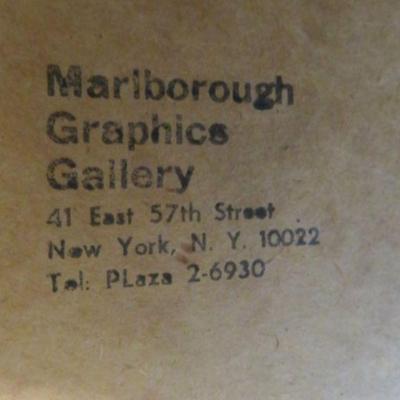 Marlborough
Graphics
Gallery
41 East 57th Street
New York, N. Y. 10022
Tel: PLaza 2-6930